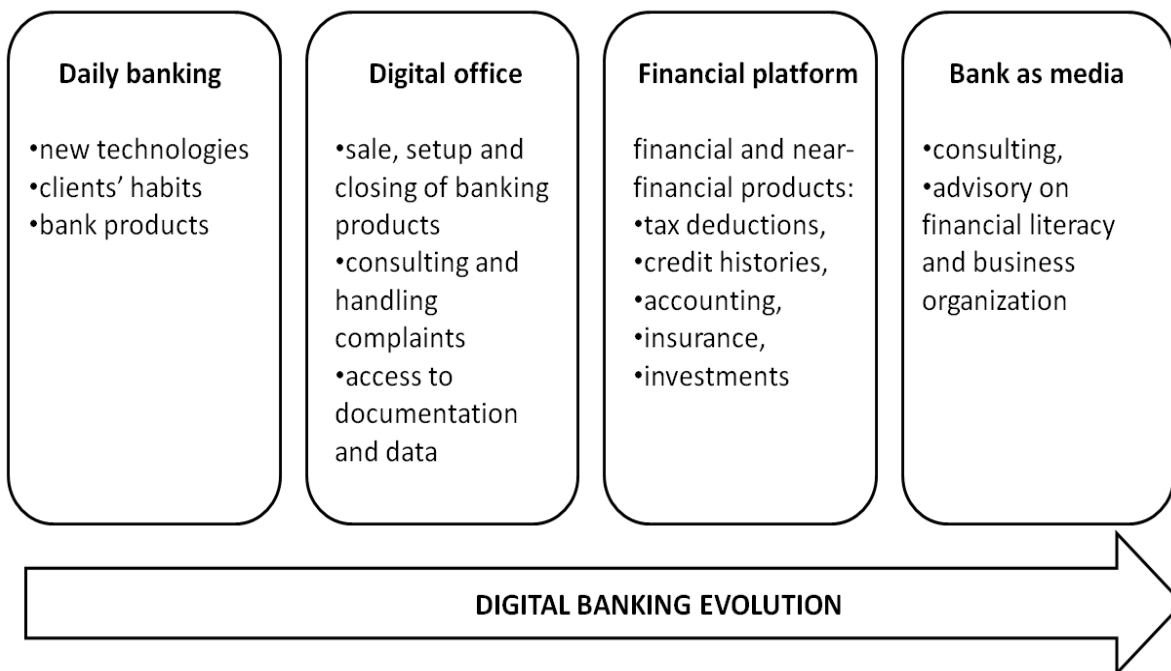 Daily banking
•new technologies
•clients’ habits
•bank products
Digital office
•sale, setup and
closing of banking
products
•consulting and
handling
complaints
•access to
documentation
and data
Financial platform
financial and near-
financial products:
•tax deductions,
•credit histories,
•accounting,
•insurance,
•investments
Bank as media
•consulting,
•advisory on
financial literacy
and business
organization
DIGITAL BANKING EVOLUTION